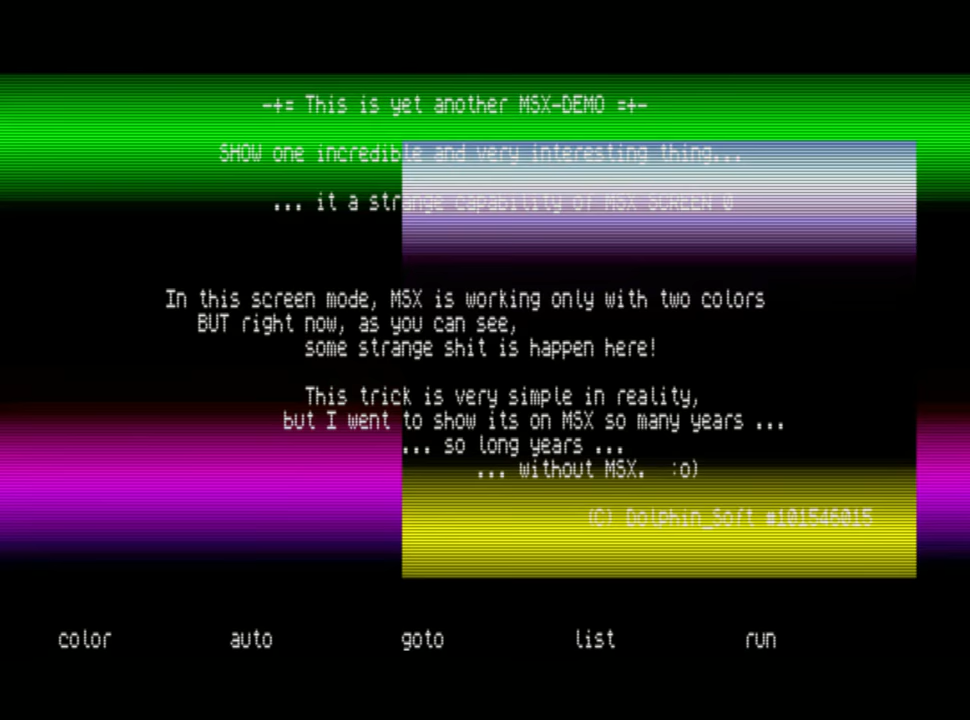 -+= This is yet another MSX-DEMO =+-
SHOW one incredible and very interesting thing...
... it a strange capability of MSX SCREEN 0
In this screen mode, MSX is working only with two colors
BUT right now, as you can see,
some strange shit is happen here!
This trick is very simple in reality,
but I went to show its on MSX so many years ...
... so long years ...
... without MSX.  :o)
(C) Dolphin_Soft #101546015
color auto goto list run